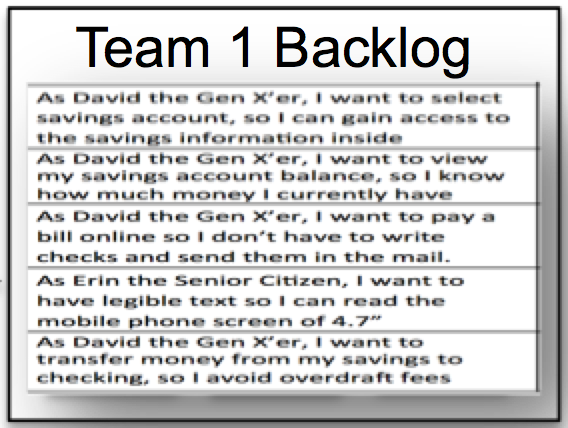 Team 1 Backlog
As David the Gen X’er, I want to select
savings account, so I can gain access to
the savings information inside
As David the Gen X’er, I want to view
my savings account balance, so I know
how much money I currently have
As David the Gen X’er, I want to pay a
bill online so I don’t have to write
checks and send them in the mail.
As Erin the Senior Citizen, I want to
have legible text so I can read the
mobile phone screen of 4.7”
As David the Gen X’er, I want to
transfer money from my savings to
checking, so I avoid overdraft fees